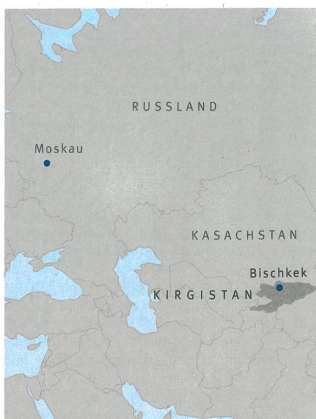 RUSSLAND
Moskau
KASACHSTAN
Bischkek
KIRGISTAN